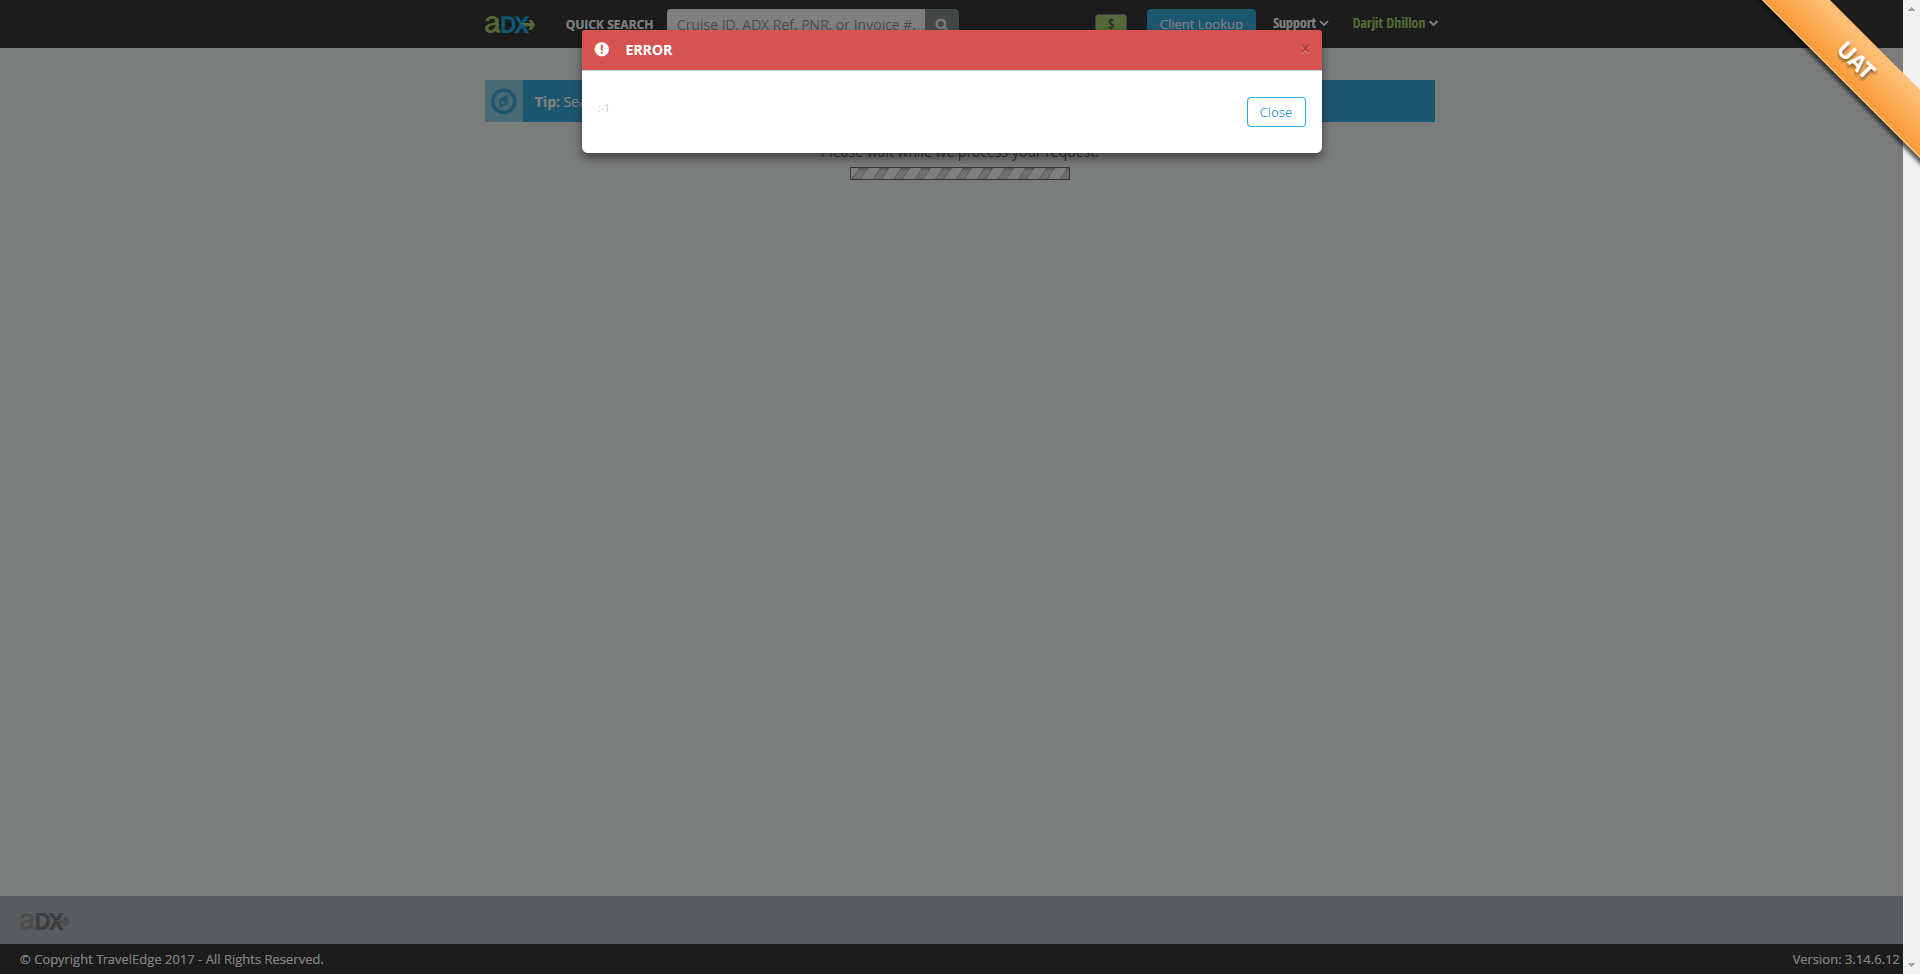 aDX
QUICK SEARCH
Cruise ID, ADX Ref, PNR, or Invoice #.
$
Client Lookup
Support
Darjit Dhillon
UAT
ERROR
×
Tip: Sea
:-1
Close
Please wait while we process your request.
aDX
© Copyright TravelEdge 2017 - All Rights Reserved.
Version: 3.14.6.12